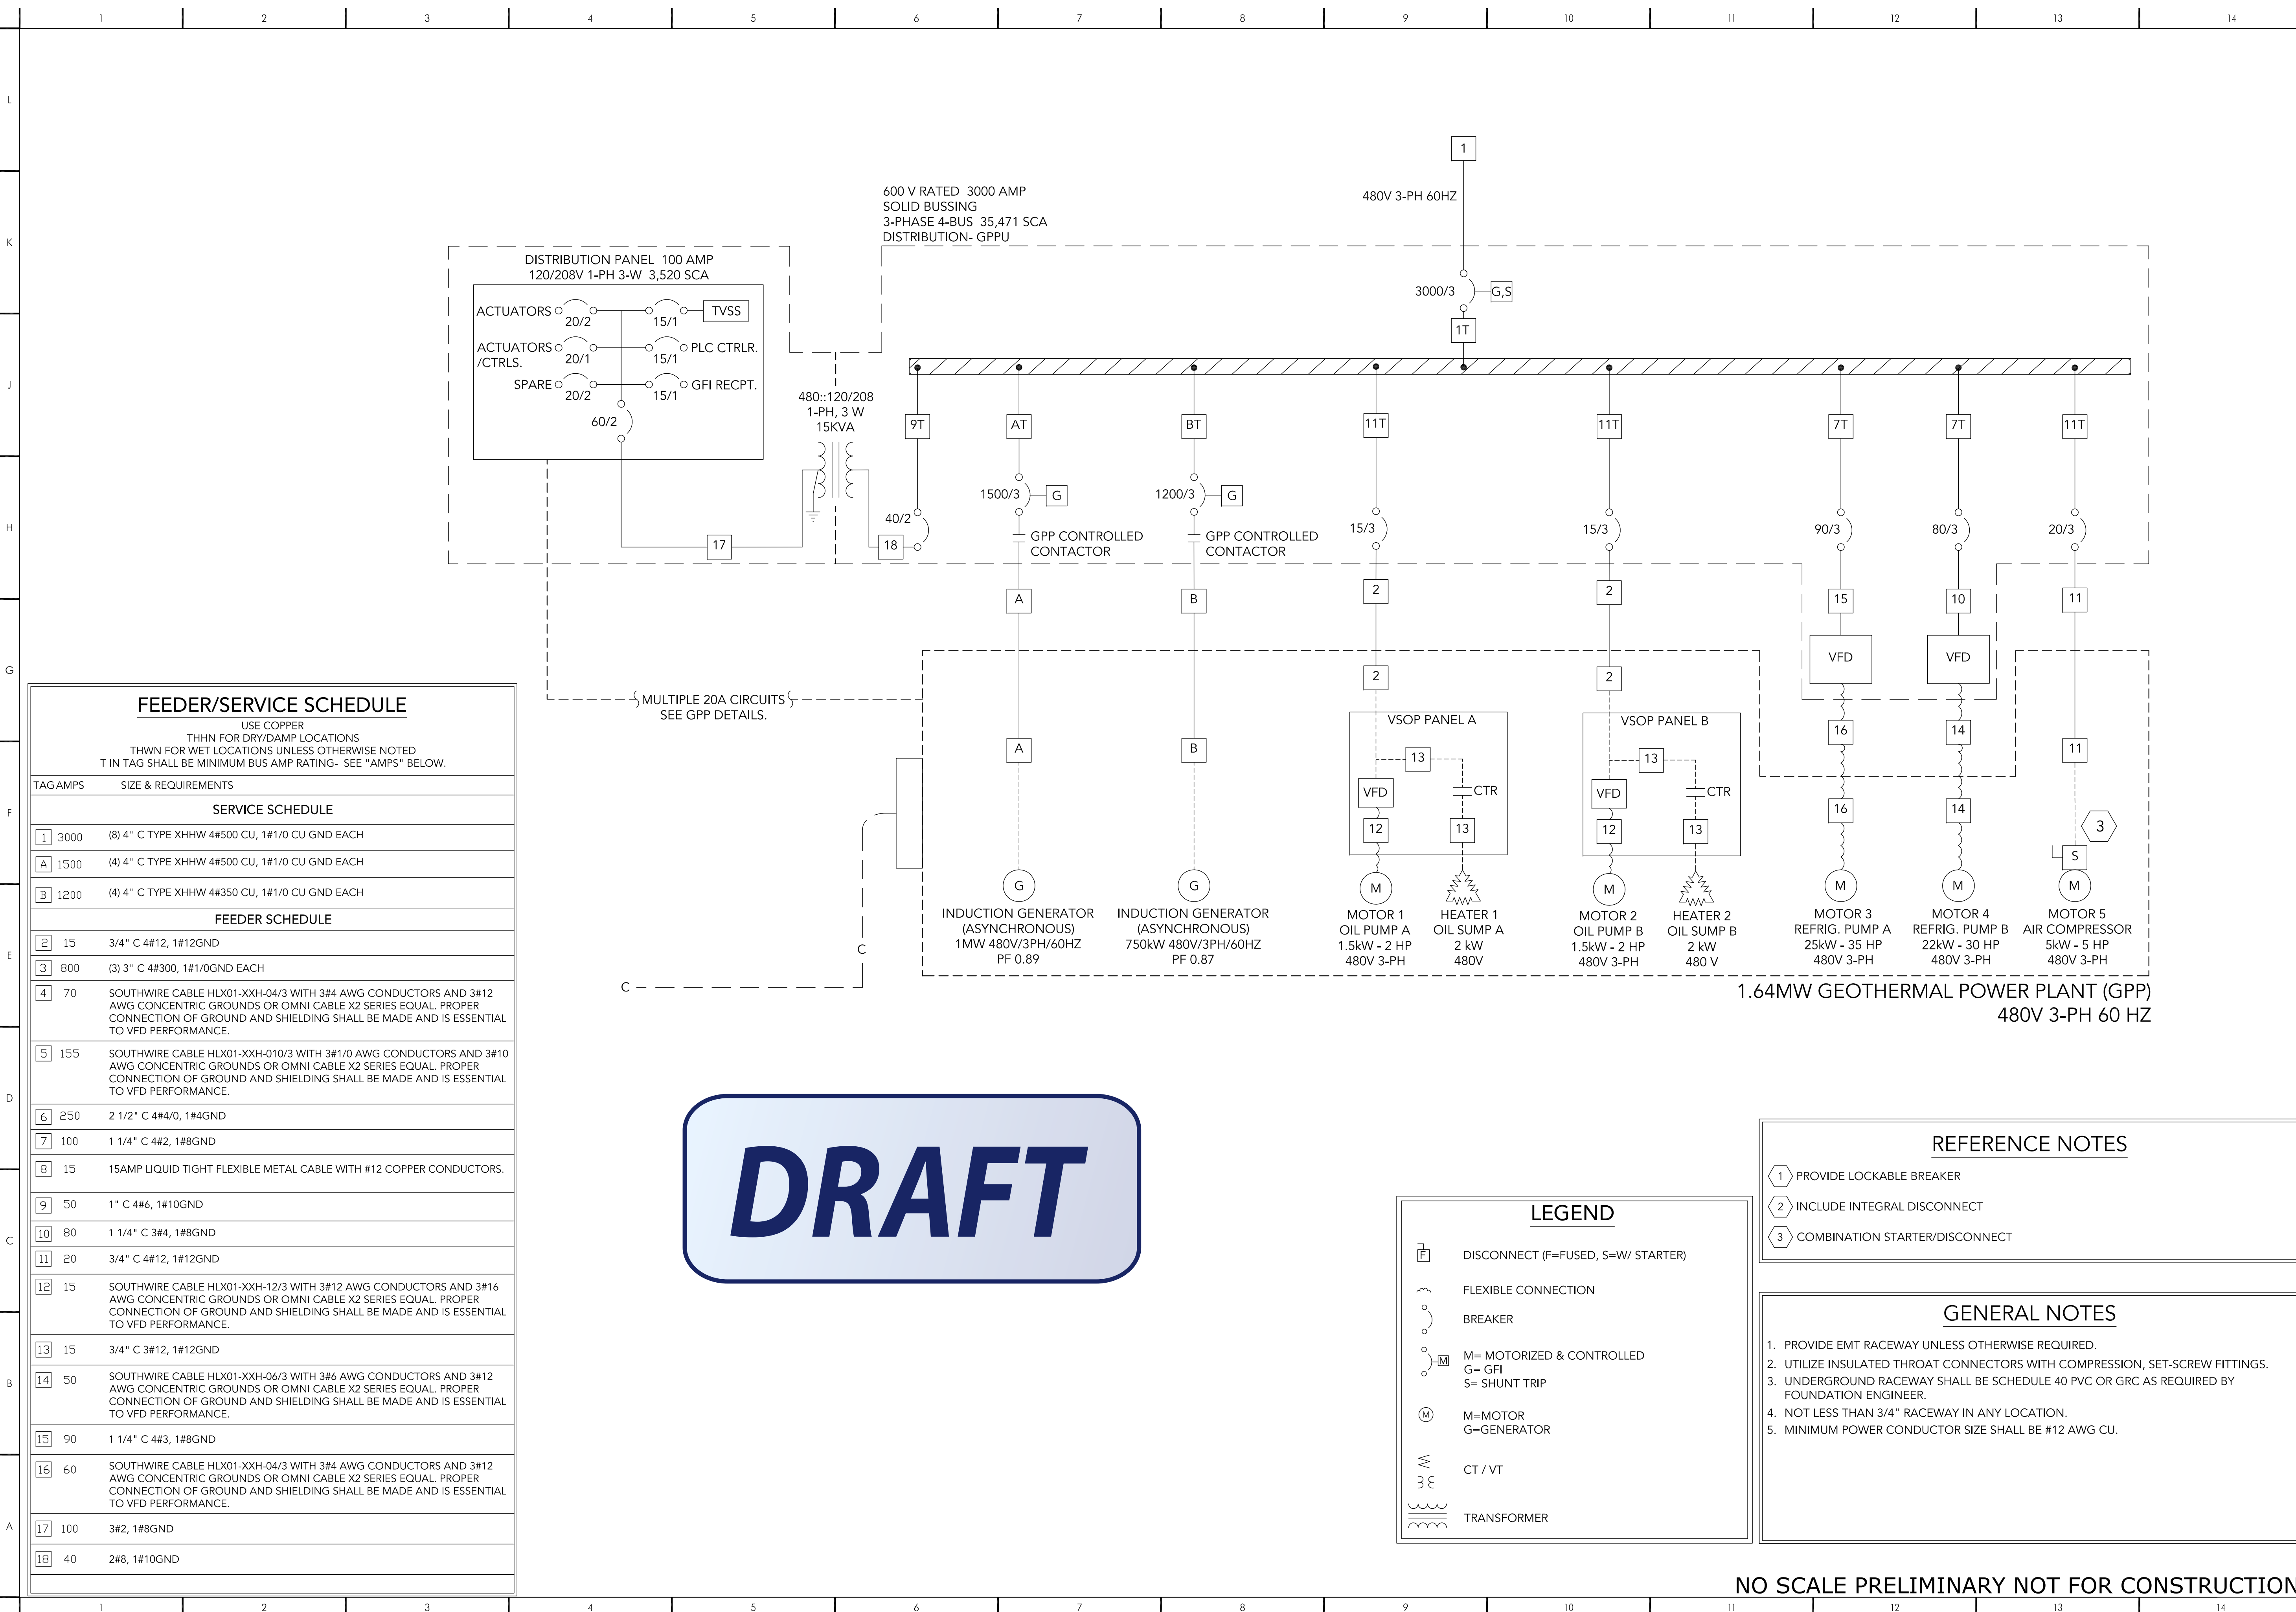 1 2 3 4 5 6 7 8 9 10 11 12 13 14
L
K
J
H
G
F
E
D
C
B
A
1
480V 3-PH 60HZ
600 V RATED 3000 AMP
SOLID BUSSING
3-PHASE 4-BUS 35,471 SCA
DISTRIBUTION- GPPU
3000/3 G,S
1T
DISTRIBUTION PANEL 100 AMP
120/208V 1-PH 3-W 3,520 SCA
ACTUATORS 20/2 15/1 TVSS
ACTUATORS
/CTRLS. 20/1 15/1 PLC CTRLR.
SPARE 20/2 15/1 GFI RECPT.
60/2
480::120/208
1-PH, 3 W
15KVA
17
18
9T AT BT 11T 11T 7T 7T 11T
40/2
1500/3 G
1200/3 G
15/3
15/3
90/3
80/3
20/3
GPP CONTROLLED
CONTACTOR
GPP CONTROLLED
CONTACTOR
A B 2 2 15 10 11
VFD VFD
2 2
MULTIPLE 20A CIRCUITS
SEE GPP DETAILS.
VSOP PANEL A
13
VFD
CTR
12
13
VSOP PANEL B
13
VFD
CTR
12
13
16 14
A B 11
16 14
3
S
G G M M M M M
INDUCTION GENERATOR
(ASYNCHRONOUS)
1MW 480V/3PH/60HZ
PF 0.89
INDUCTION GENERATOR
(ASYNCHRONOUS)
750kW 480V/3PH/60HZ
PF 0.87
MOTOR 1
OIL PUMP A
1.5kW - 2 HP
480V 3-PH
HEATER 1
OIL SUMP A
2 kW
480V
MOTOR 2
OIL PUMP B
1.5kW - 2 HP
480V 3-PH
HEATER 2
OIL SUMP B
2 kW
480 V
MOTOR 3
REFRIG. PUMP A
25kW - 35 HP
480V 3-PH
MOTOR 4
REFRIG. PUMP B
22kW - 30 HP
480V 3-PH
MOTOR 5
AIR COMPRESSOR
5kW - 5 HP
480V 3-PH
C
C
1.64MW GEOTHERMAL POWER PLANT (GPP)
480V 3-PH 60 HZ
FEEDER/SERVICE SCHEDULE
USE COPPER
THHN FOR DRY/DAMP LOCATIONS
THWN FOR WET LOCATIONS UNLESS OTHERWISE NOTED
T IN TAG SHALL BE MINIMUM BUS AMP RATING- SEE "AMPS" BELOW.
TAG AMPS SIZE & REQUIREMENTS
SERVICE SCHEDULE
1 3000 (8) 4" C TYPE XHHW 4#500 CU, 1#1/0 CU GND EACH
A 1500 (4) 4" C TYPE XHHW 4#500 CU, 1#1/0 CU GND EACH
B 1200 (4) 4" C TYPE XHHW 4#350 CU, 1#1/0 CU GND EACH
FEEDER SCHEDULE
2 15 3/4" C 4#12, 1#12GND
3 800 (3) 3" C 4#300, 1#1/0GND EACH
4 70 SOUTHWIRE CABLE HLX01-XXH-04/3 WITH 3#4 AWG CONDUCTORS AND 3#12
AWG CONCENTRIC GROUNDS OR OMNI CABLE X2 SERIES EQUAL. PROPER
CONNECTION OF GROUND AND SHIELDING SHALL BE MADE AND IS ESSENTIAL
TO VFD PERFORMANCE.
5 155 SOUTHWIRE CABLE HLX01-XXH-010/3 WITH 3#1/0 AWG CONDUCTORS AND 3#10
AWG CONCENTRIC GROUNDS OR OMNI CABLE X2 SERIES EQUAL. PROPER
CONNECTION OF GROUND AND SHIELDING SHALL BE MADE AND IS ESSENTIAL
TO VFD PERFORMANCE.
6 250 2 1/2" C 4#4/0, 1#4GND
7 100 1 1/4" C 4#2, 1#8GND
8 15 15AMP LIQUID TIGHT FLEXIBLE METAL CABLE WITH #12 COPPER CONDUCTORS.
9 50 1" C 4#6, 1#10GND
10 80 1 1/4" C 3#4, 1#8GND
11 20 3/4" C 4#12, 1#12GND
12 15 SOUTHWIRE CABLE HLX01-XXH-12/3 WITH 3#12 AWG CONDUCTORS AND 3#16
AWG CONCENTRIC GROUNDS OR OMNI CABLE X2 SERIES EQUAL. PROPER
CONNECTION OF GROUND AND SHIELDING SHALL BE MADE AND IS ESSENTIAL
TO VFD PERFORMANCE.
13 15 3/4" C 3#12, 1#12GND
14 50 SOUTHWIRE CABLE HLX01-XXH-06/3 WITH 3#6 AWG CONDUCTORS AND 3#12
AWG CONCENTRIC GROUNDS OR OMNI CABLE X2 SERIES EQUAL. PROPER
CONNECTION OF GROUND AND SHIELDING SHALL BE MADE AND IS ESSENTIAL
TO VFD PERFORMANCE.
15 90 1 1/4" C 4#3, 1#8GND
16 60 SOUTHWIRE CABLE HLX01-XXH-04/3 WITH 3#4 AWG CONDUCTORS AND 3#12
AWG CONCENTRIC GROUNDS OR OMNI CABLE X2 SERIES EQUAL. PROPER
CONNECTION OF GROUND AND SHIELDING SHALL BE MADE AND IS ESSENTIAL
TO VFD PERFORMANCE.
17 100 3#2, 1#8GND
18 40 2#8, 1#10GND
DRAFT
LEGEND
F DISCONNECT (F=FUSED, S=W/ STARTER)
FLEXIBLE CONNECTION
BREAKER
M M= MOTORIZED & CONTROLLED
G= GFI
S= SHUNT TRIP
M M=MOTOR
G=GENERATOR
CT / VT
TRANSFORMER
REFERENCE NOTES
1 PROVIDE LOCKABLE BREAKER
2 INCLUDE INTEGRAL DISCONNECT
3 COMBINATION STARTER/DISCONNECT
GENERAL NOTES
1. PROVIDE EMT RACEWAY UNLESS OTHERWISE REQUIRED.
2. UTILIZE INSULATED THROAT CONNECTORS WITH COMPRESSION, SET-SCREW FITTINGS.
3. UNDERGROUND RACEWAY SHALL BE SCHEDULE 40 PVC OR GRC AS REQUIRED BY
FOUNDATION ENGINEER.
4. NOT LESS THAN 3/4" RACEWAY IN ANY LOCATION.
5. MINIMUM POWER CONDUCTOR SIZE SHALL BE #12 AWG CU.
NO SCALE PRELIMINARY NOT FOR CONSTRUCTION
1 2 3 4 5 6 7 8 9 10 11 12 13 14